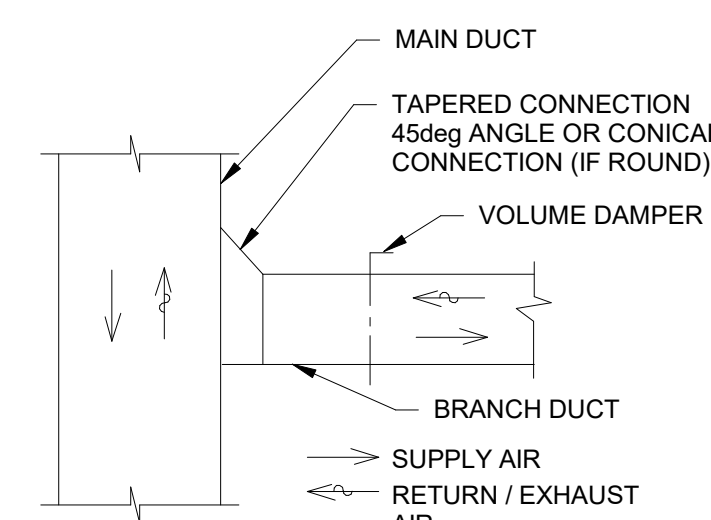 MAIN DUCT
TAPERED CONNECTION
45deg ANGLE OR CONICAL
CONNECTION (IF ROUND)
VOLUME DAMPER
BRANCH DUCT
SUPPLY AIR
RETURN / EXHAUST
AIR